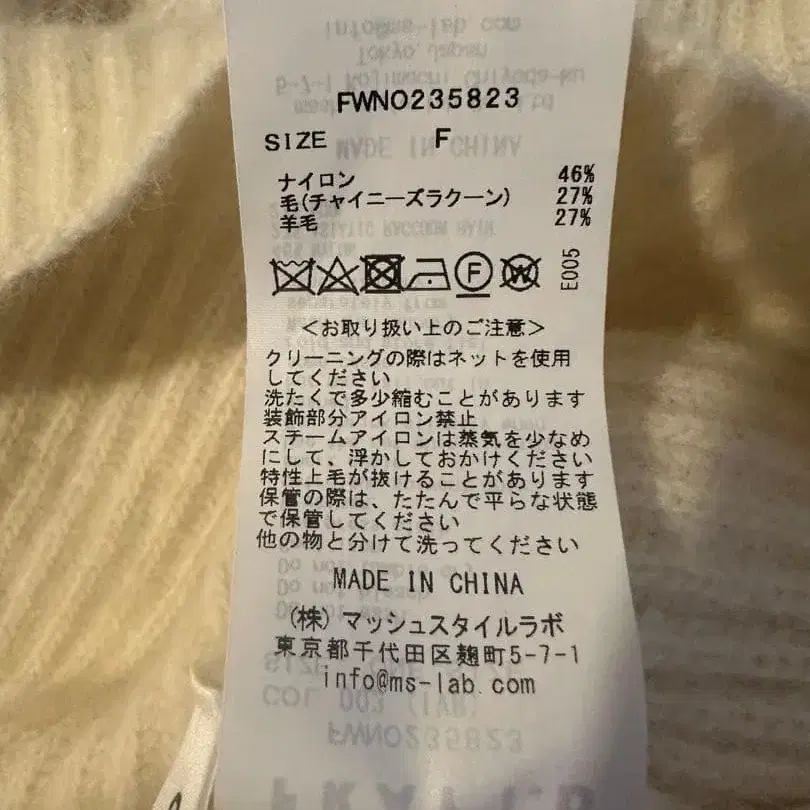 FWNO235823
SIZE F
ナイロン 46%
毛(チャイニーズラクーン) 27%
羊毛 27%
F
W
E005
<お取り扱い上のご注意>
クリーニングの際はネットを使用
してください
洗たくで多少縮むことがあります
装飾部分アイロン禁止
スチームアイロンは蒸気を少なめ
にして、浮かしておかけください
特性上毛が抜けることがあります
保管の際は、たたんで平らな状態
で保管してください
他の物と分けて洗ってください
MADE IN CHINA
(株)マッシュスタイルラボ
東京都千代田区麹町5-7-1
info@ms-lab.com